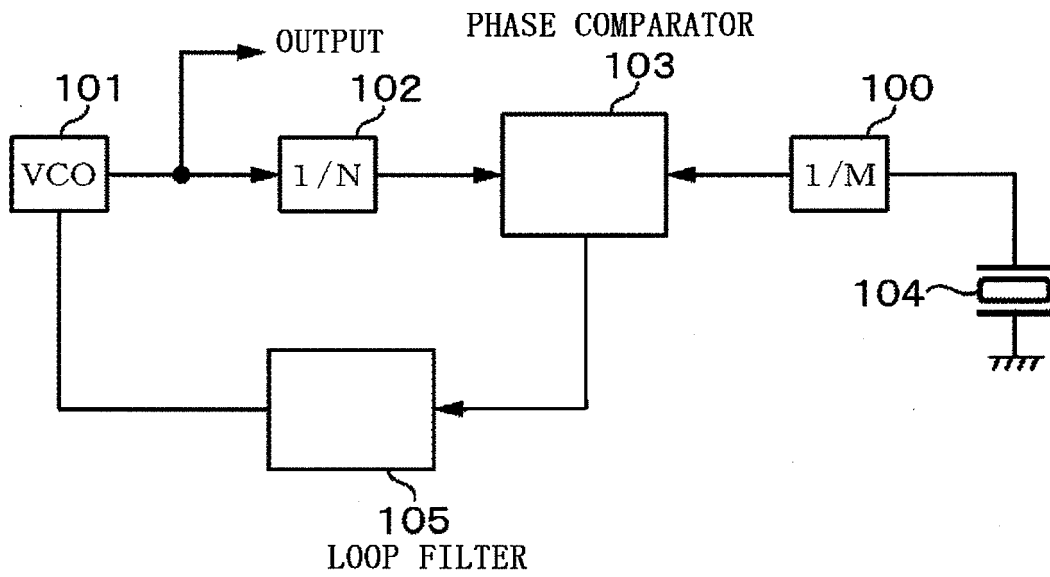 PHASE COMPARATOR
OUTPUT
103
101
102
100
VCO
1/N
1/M
104
105
LOOP FILTER